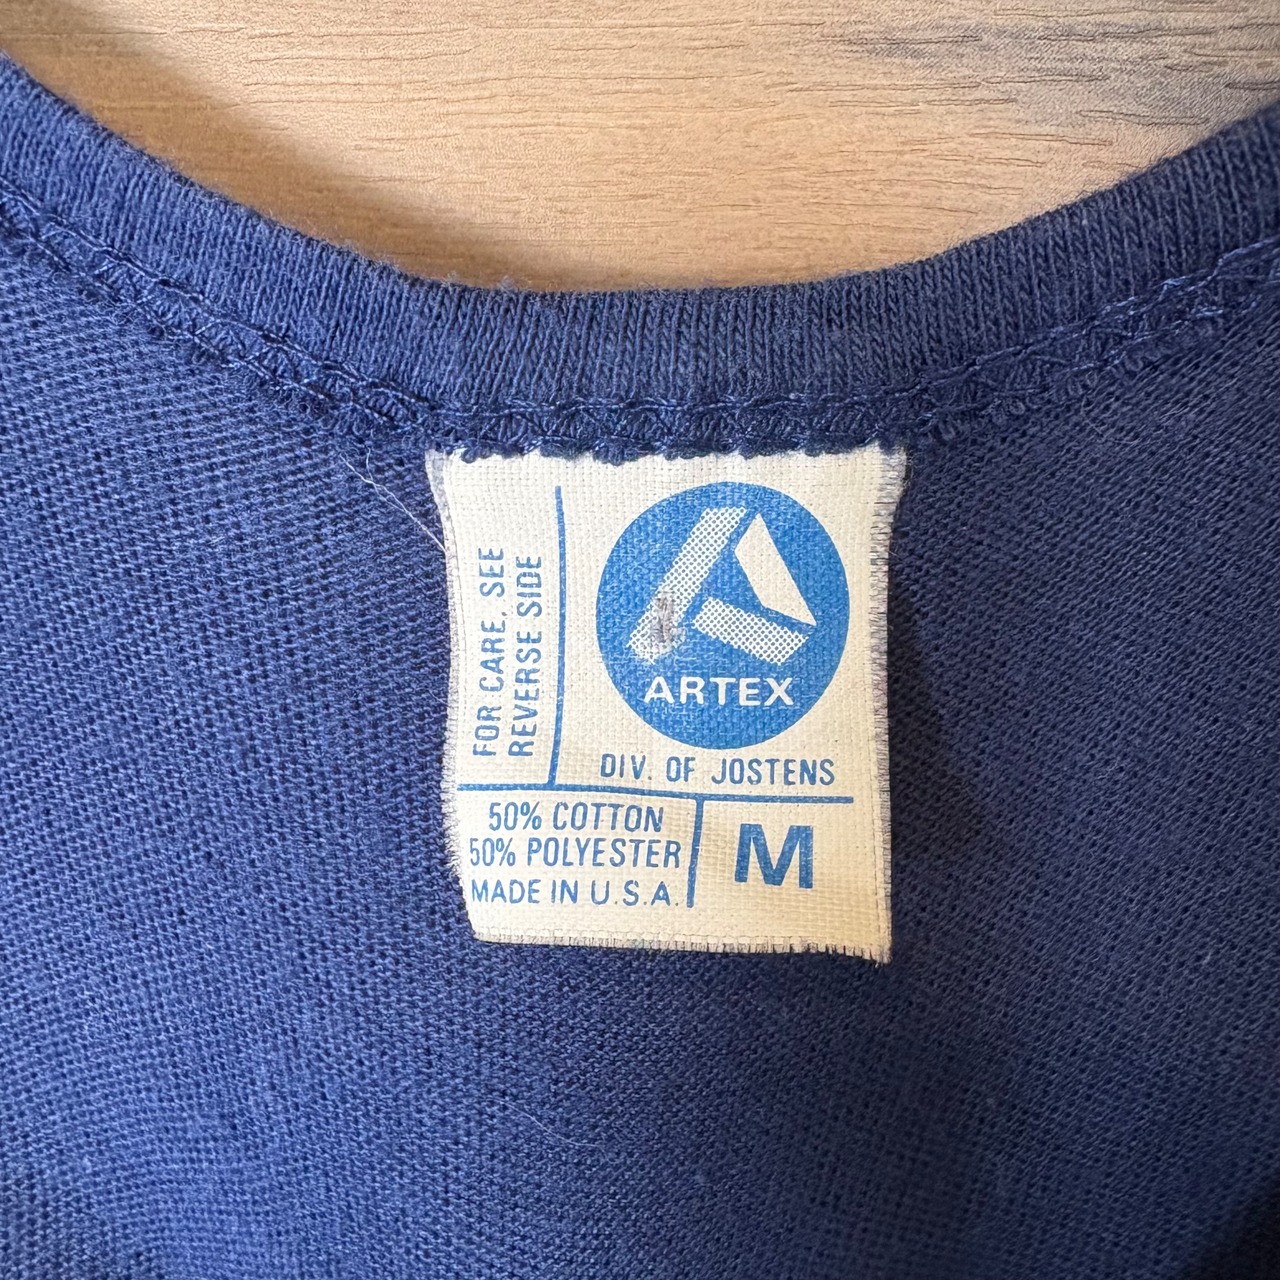 FOR CARE, SEE
REVERSE SIDE
ARTEX
DIV. OF JOSTENS
50% COTTON
50% POLYESTER
MADE IN U.S.A.
M